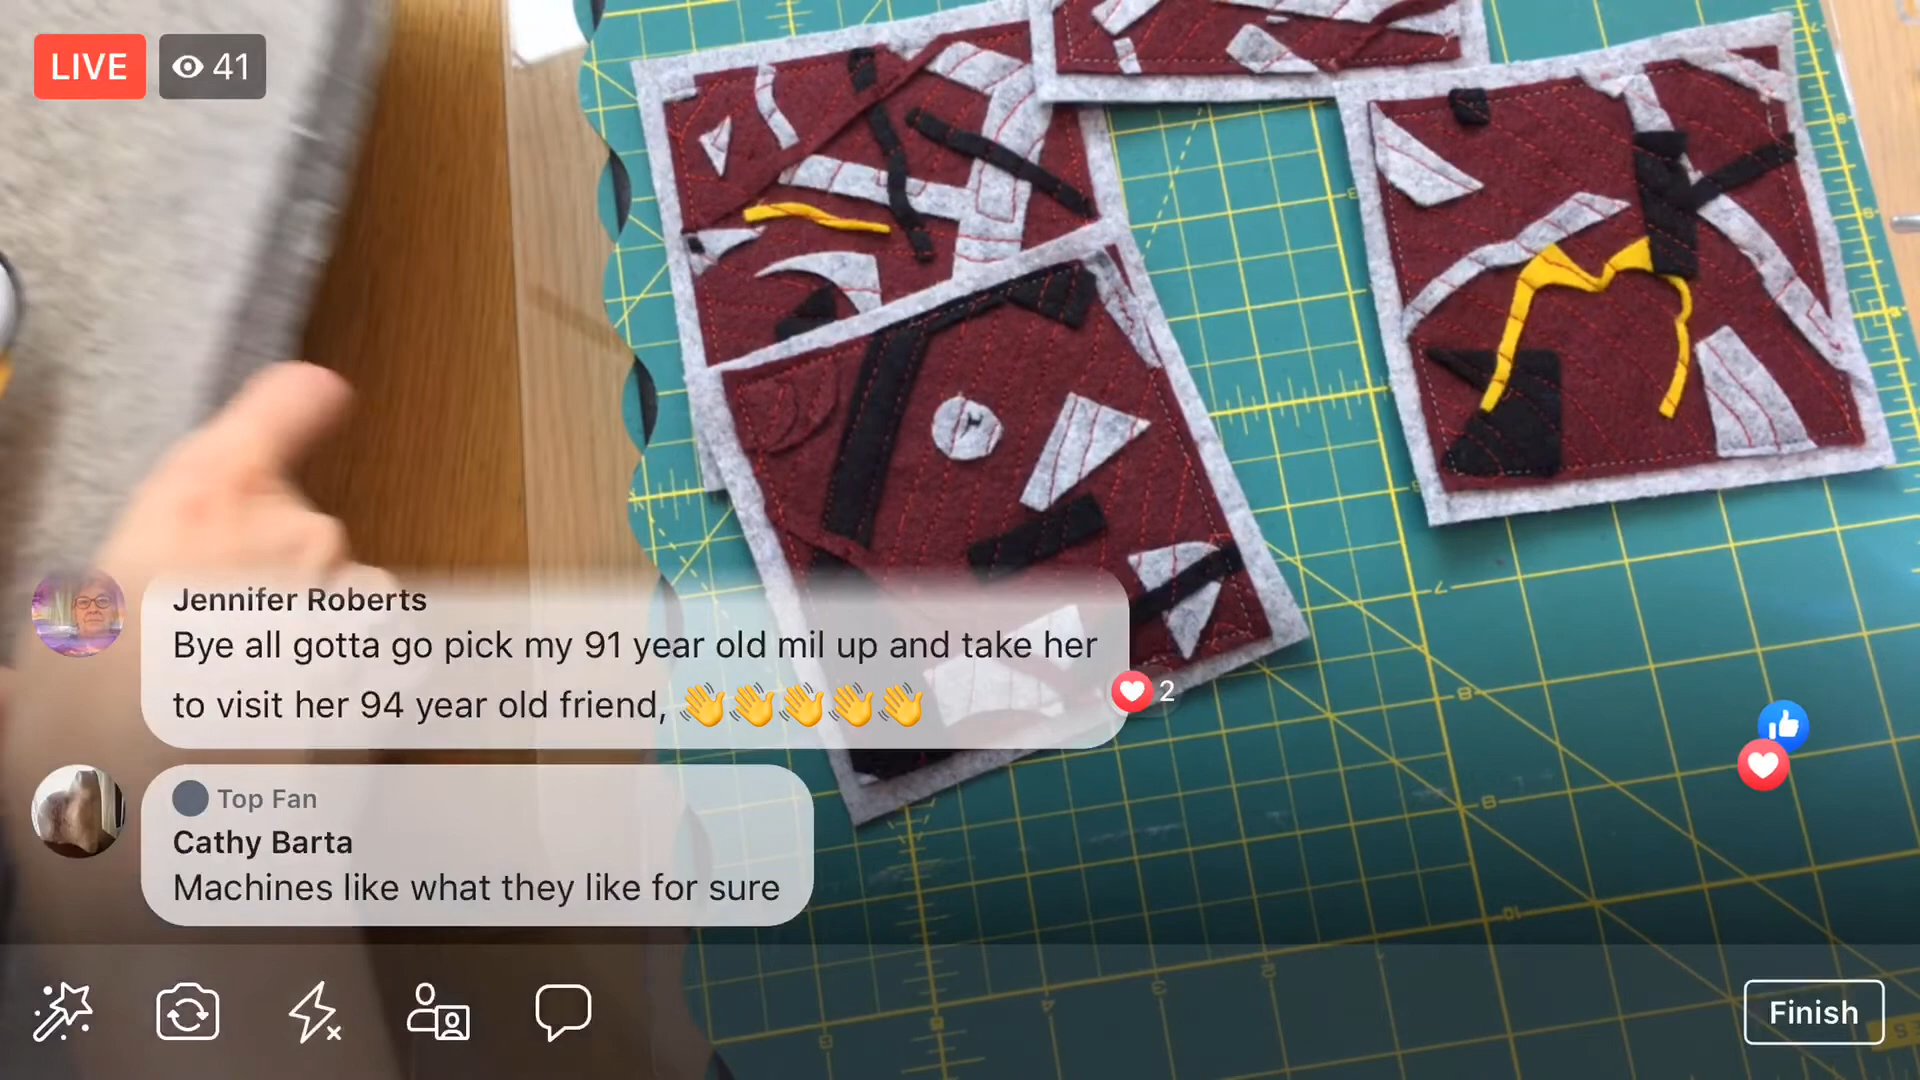 LIVE
41
Jennifer Roberts
Bye all gotta go pick my 91 year old mil up and take her
to visit her 94 year old friend, 👋👋👋👋👋
2
Top Fan
Cathy Barta
Machines like what they like for sure
Finish